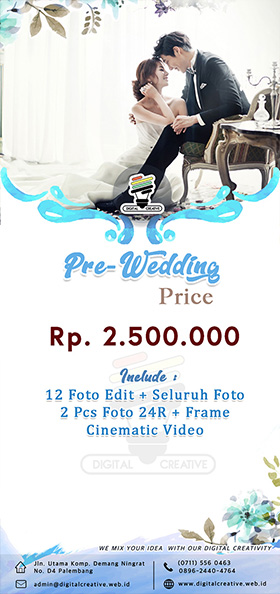 DIGITAL CREATIVE
Pre-Wedding
Price
Rp. 2.500.000
Include :
12 Foto Edit + Seluruh Foto
2 Pcs Foto 24R + Frame
Cinematic Video
DIGITAL CREATIVE
WE MIX YOUR IDEA WITH OUR DIGITAL CREATIVITY
Jln. Utama Komp. Demang Ningrat
No. D4 Palembang
(0711) 556 0463
0896-2440-4764
admin@digitalcreative.web.id
www.digitalcreative.web.id